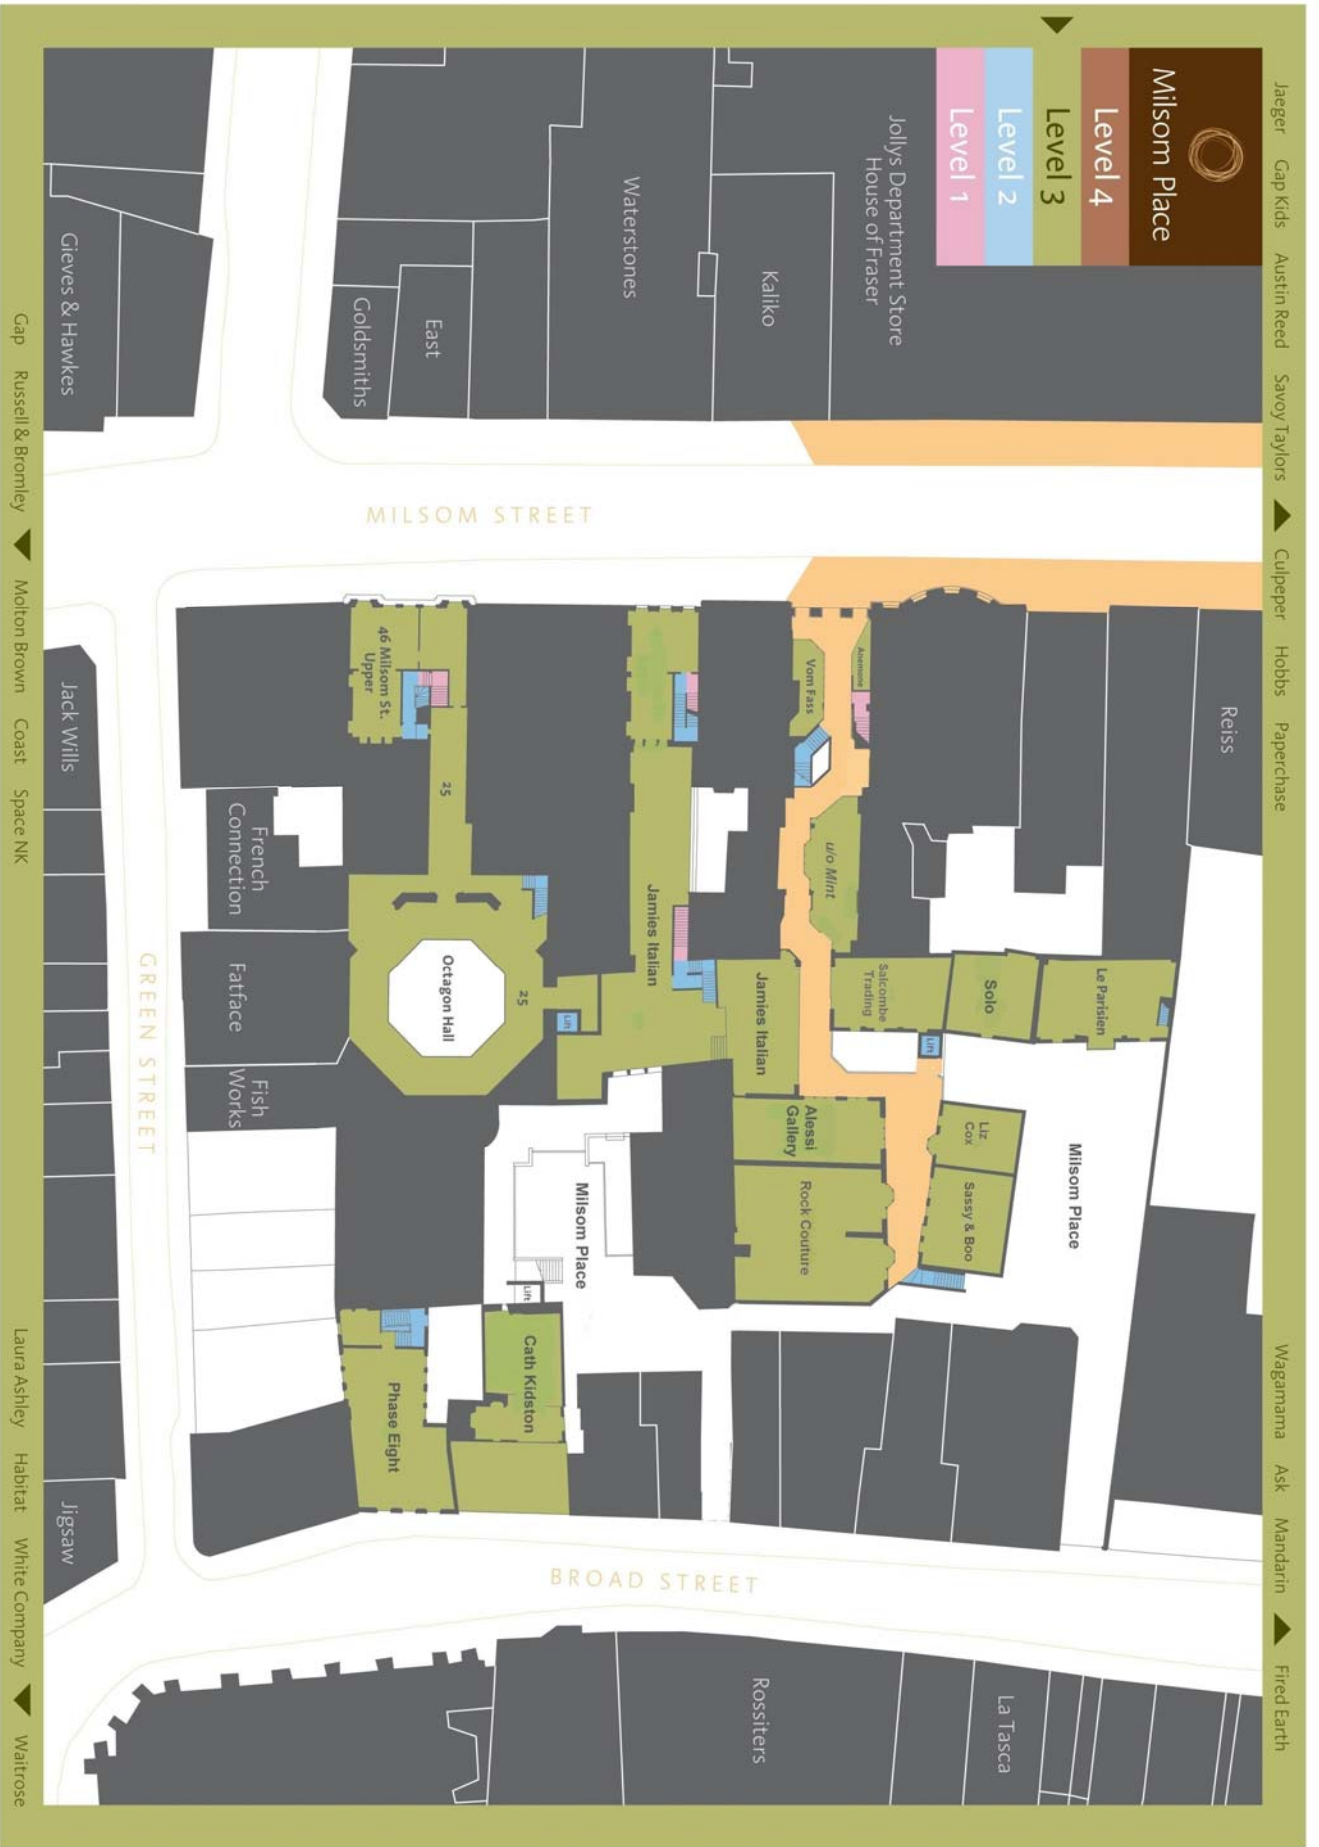 Jaeger Gap Kids Austin Reed Savoy Taylors Culpeper Hobbs Paperchase Wagamama Ask Mandarin Fired Earth
Milsom Place
Level 4
Level 3
Level 2
Level 1
Jollys Department Store
House of Fraser
Kaliko
Waterstones
East
Goldsmiths
Gieves & Hawkes
MILSOM STREET
Reiss
Anemone
Vom Fass
46 Milsom St.
Upper
25
u/o Mint
Jamies Italian
French
Connection
Jack Wills
Le Parisien
Solo
Salcombe
Trading
Lift
Jamies Italian
Lift
25
Octagon Hall
Fatface
Fish
Works
GREEN STREET
Milsom Place
Liz
Cox
Sassy & Boo
Alessi
Gallery
Rock Couture
Milsom Place
Lift
Cath Kidston
Phase Eight
Jigsaw
BROAD STREET
La Tasca
Rossiters
Gap Russell & Bromley Molton Brown Coast Space NK Laura Ashley Habitat White Company Waitrose